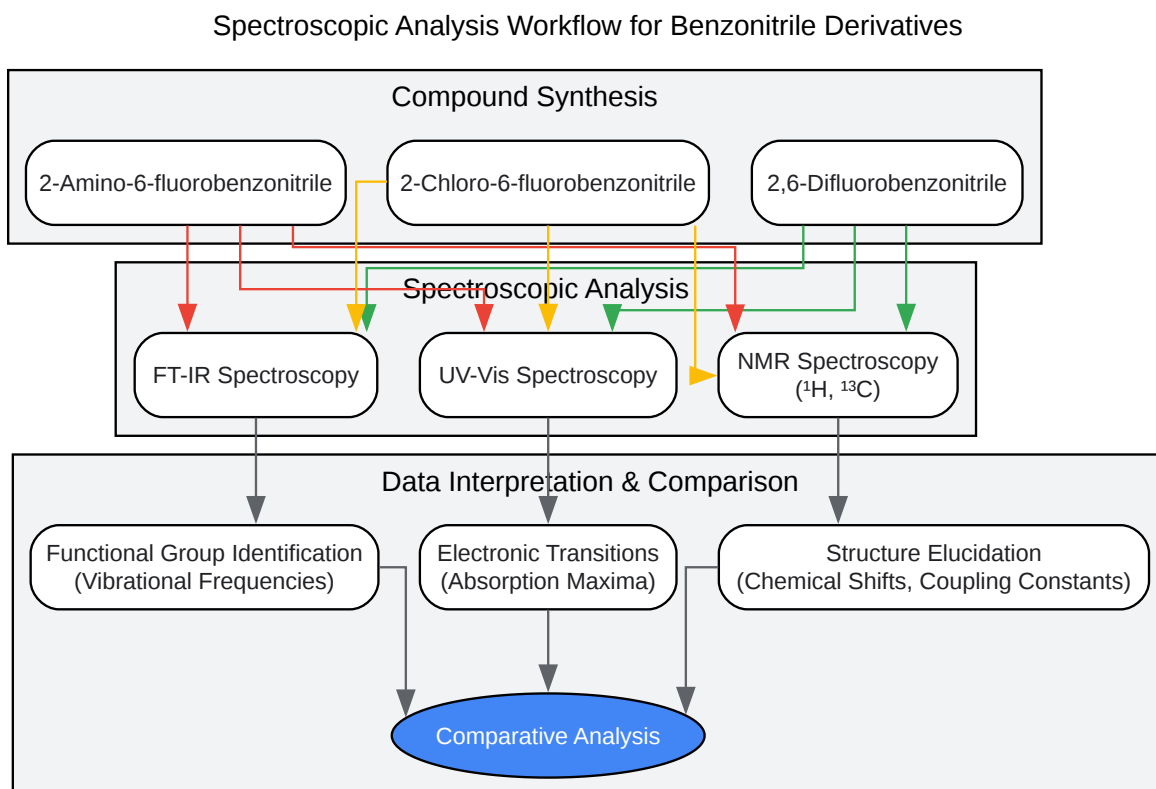 Spectroscopic Analysis Workflow for Benzonitrile Derivatives
Compound Synthesis
2-Amino-6-fluorobenzonitrile
2-Chloro-6-fluorobenzonitrile
2,6-Difluorobenzonitrile
Spectroscopic Analysis
FT-IR Spectroscopy
UV-Vis Spectroscopy
NMR Spectroscopy
(¹H, ¹³C)
Data Interpretation & Comparison
Functional Group Identification
(Vibrational Frequencies)
Electronic Transitions
(Absorption Maxima)
Structure Elucidation
(Chemical Shifts, Coupling Constants)
Comparative Analysis